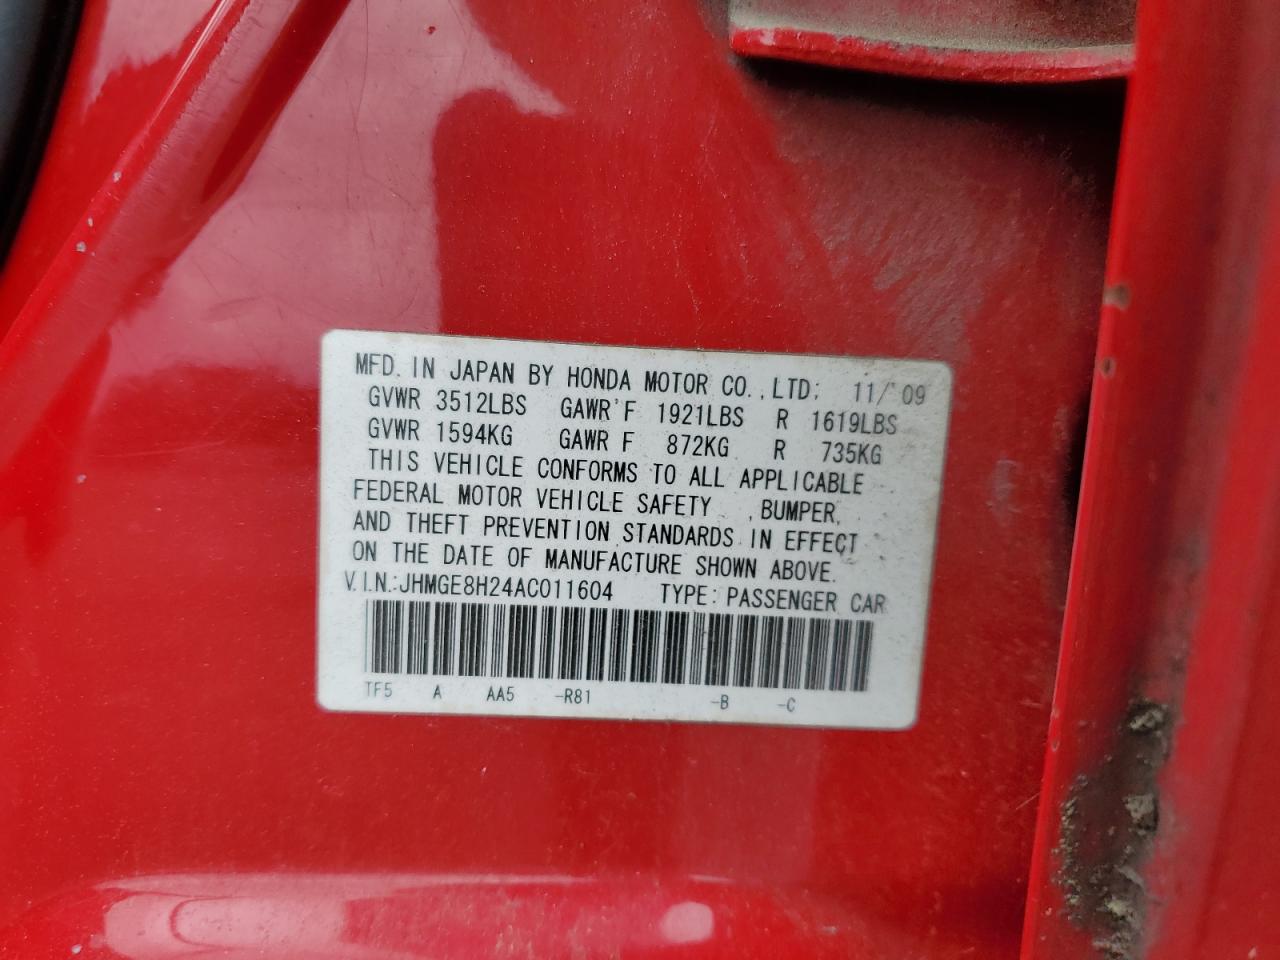 MFD. IN JAPAN BY HONDA MOTOR CO.,LTD; 11/'09
GVWR 3512LBS GAWR'F 1921LBS R 1619LBS
GVWR 1594KG GAWR F 872KG R 735KG
THIS VEHICLE CONFORMS TO ALL APPLICABLE
FEDERAL MOTOR VEHICLE SAFETY ,BUMPER,
AND THEFT PREVENTION STANDARDS IN EFFECT
ON THE DATE OF MANUFACTURE SHOWN ABOVE.
V.I.N.:JHMGE8H24AC011604 TYPE:PASSENGER CAR
TF5 A AA5 -R81 -B -C